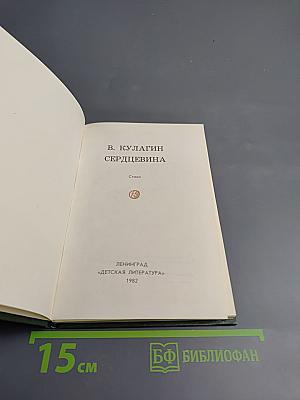 В. КУЛАГИН
СЕРДЦЕВИНА
Стихи
ЛЕНИНГРАД
«ДЕТСКАЯ ЛИТЕРАТУРА»
1982
15 см
БФ БИБЛИОФАН